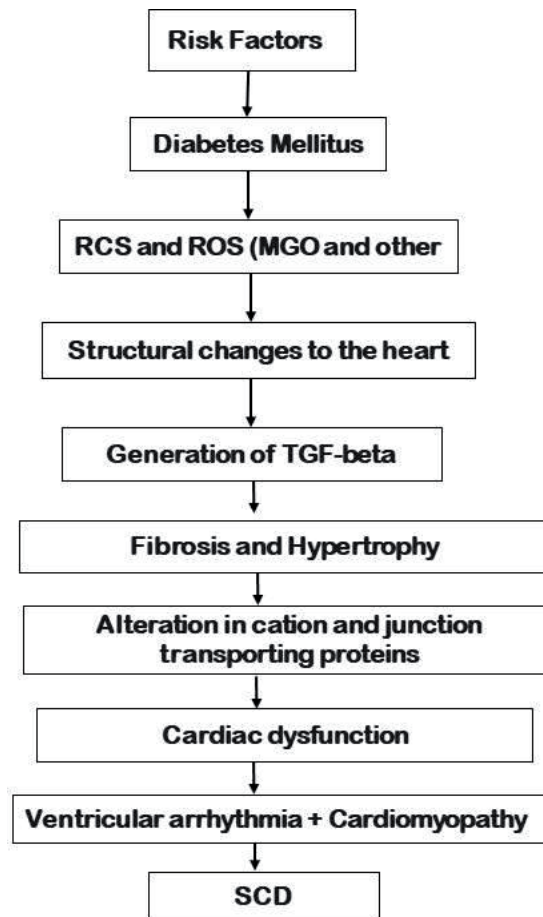 Risk Factors
Diabetes Mellitus
RCS and ROS (MGO and other
Structural changes to the heart
Generation of TGF-beta
Fibrosis and Hypertrophy
Alteration in cation and junction
transporting proteins
Cardiac dysfunction
Ventricular arrhythmia + Cardiomyopathy
SCD